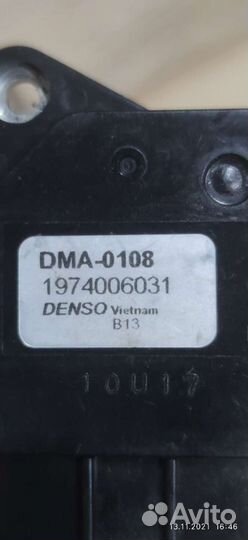 DMA-0108
1974006031
DENSO Vietnam
B13
10U17
13.11.2021 16:46
Avito